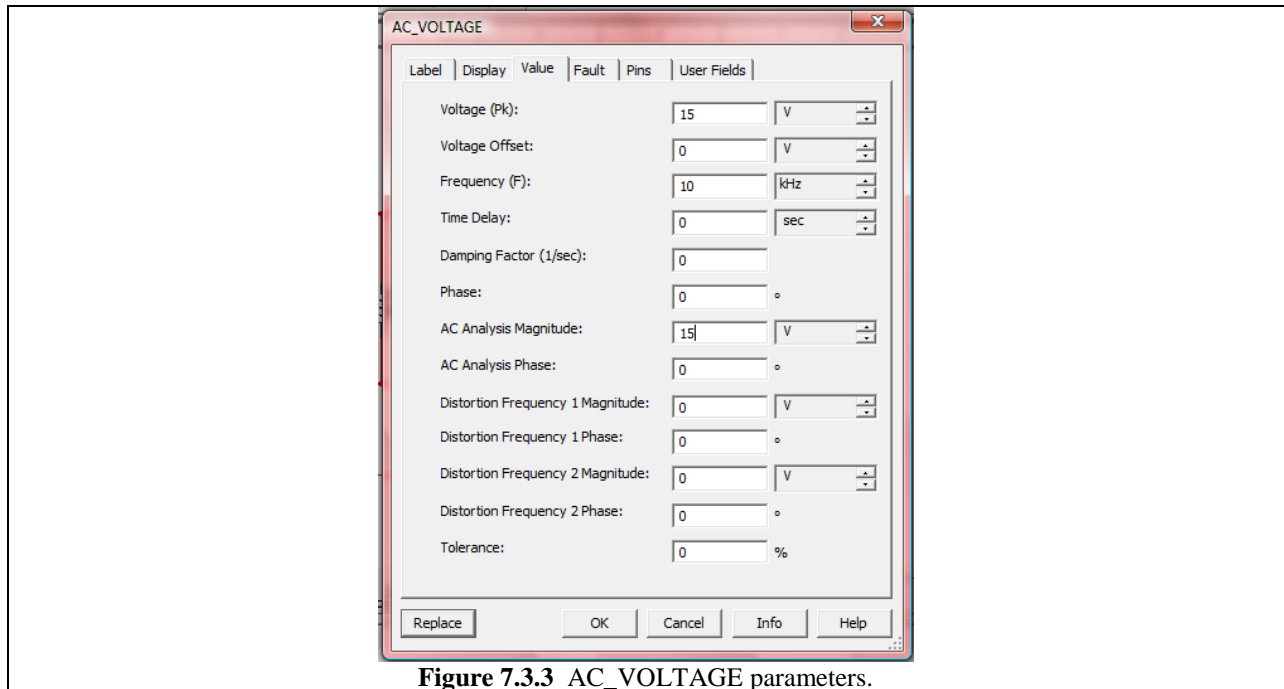 AC_VOLTAGE
Label Display Value Fault Pins User Fields
Voltage (Pk): 15 V
Voltage Offset: 0 V
Frequency (F): 10 kHz
Time Delay: 0 sec
Damping Factor (1/sec): 0
Phase: 0 °
AC Analysis Magnitude: 15 V
AC Analysis Phase: 0 °
Distortion Frequency 1 Magnitude: 0 V
Distortion Frequency 1 Phase: 0 °
Distortion Frequency 2 Magnitude: 0 V
Distortion Frequency 2 Phase: 0 °
Tolerance: 0 %
Replace OK Cancel Info Help
Figure 7.3.3 AC_VOLTAGE parameters.